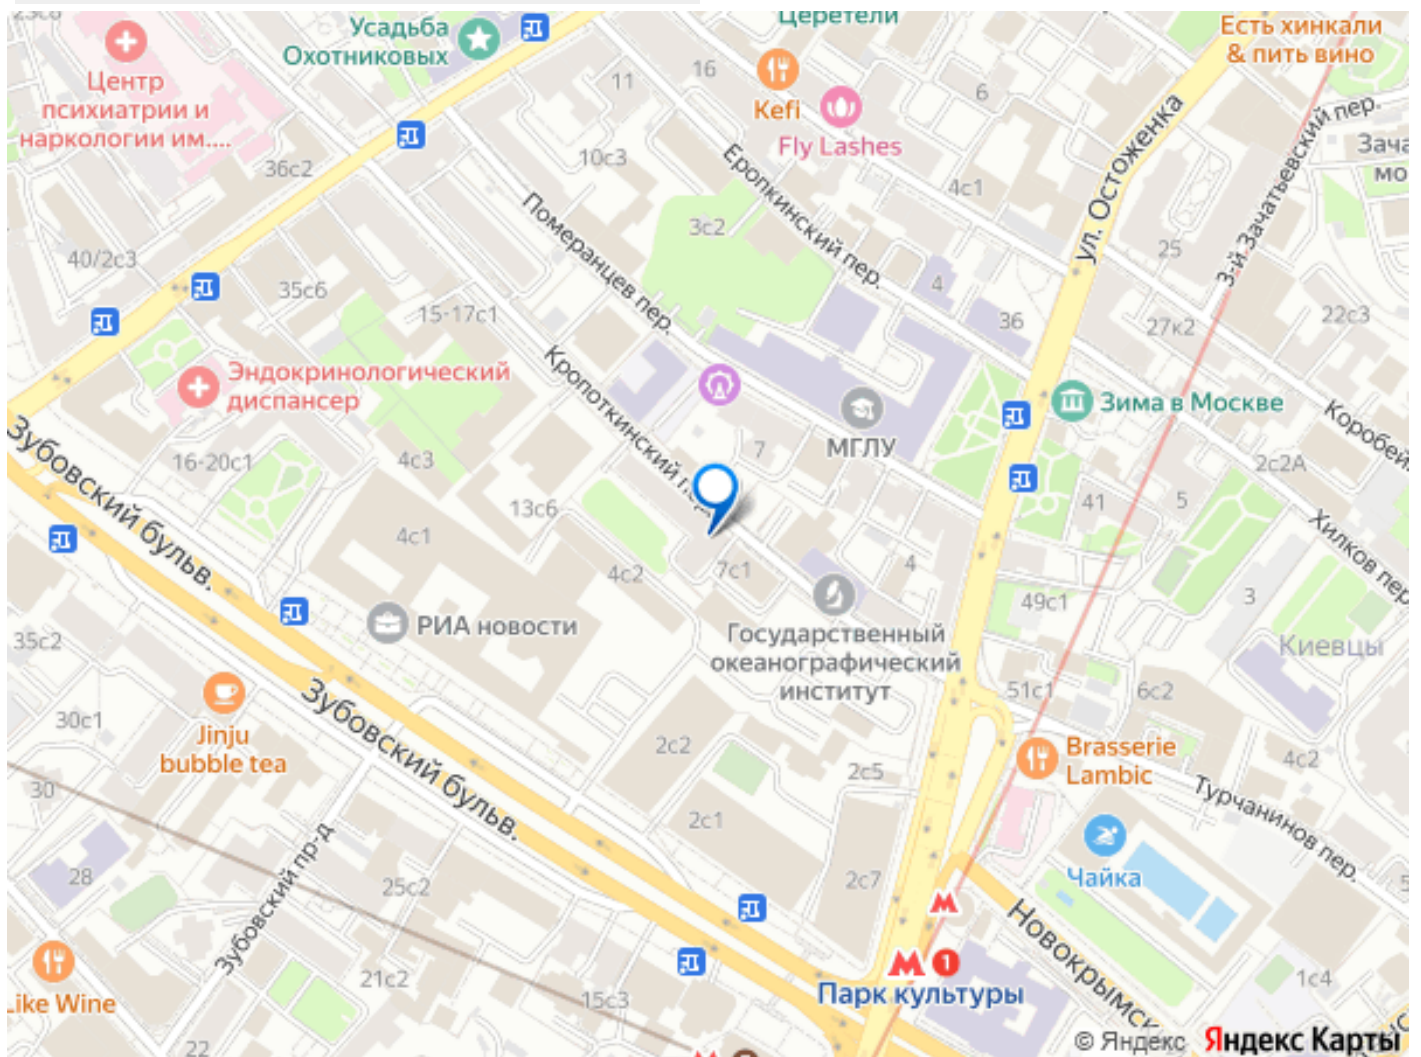 Усадьба
Охотниковых
Церетели
Есть хинкали
& пить вино
Центр
психиатрии и
наркологии им....
11
16
Kefi
6
Fly Lashes
ул. Остоженка
3-й Зачатьевский пер.
Зача
мо
36с2
10с3
Еропкинский пер.
4с1
Померанцев пер.
3с2
25
40/2с3
35с6
15-17с1
4
36
27к2
22с3
Кропоткинский пер.
Эндокринологический
диспансер
МГЛУ
Зима в Москве
Коробей
Зубовский бульв.
16-20с1
4с3
7
2с2А
13с6
41
5
Хилков пер.
4с1
4с2
7с1
4
49с1
3
35с2
РИА новости
Государственный
океанографический
институт
Киевцы
51с1
6с2
30с1
Jinju
bubble tea
Зубовский бульв.
2с2
2с5
Brasserie
Lambic
4с2
Турчанинов пер.
30
2с1
Зубовский пр-д
28
25с2
2с7
Чайка
Новокрымск
Like Wine
21с2
15с3
1
Парк культуры
1с4
22
© Яндекс Яндекс Карты